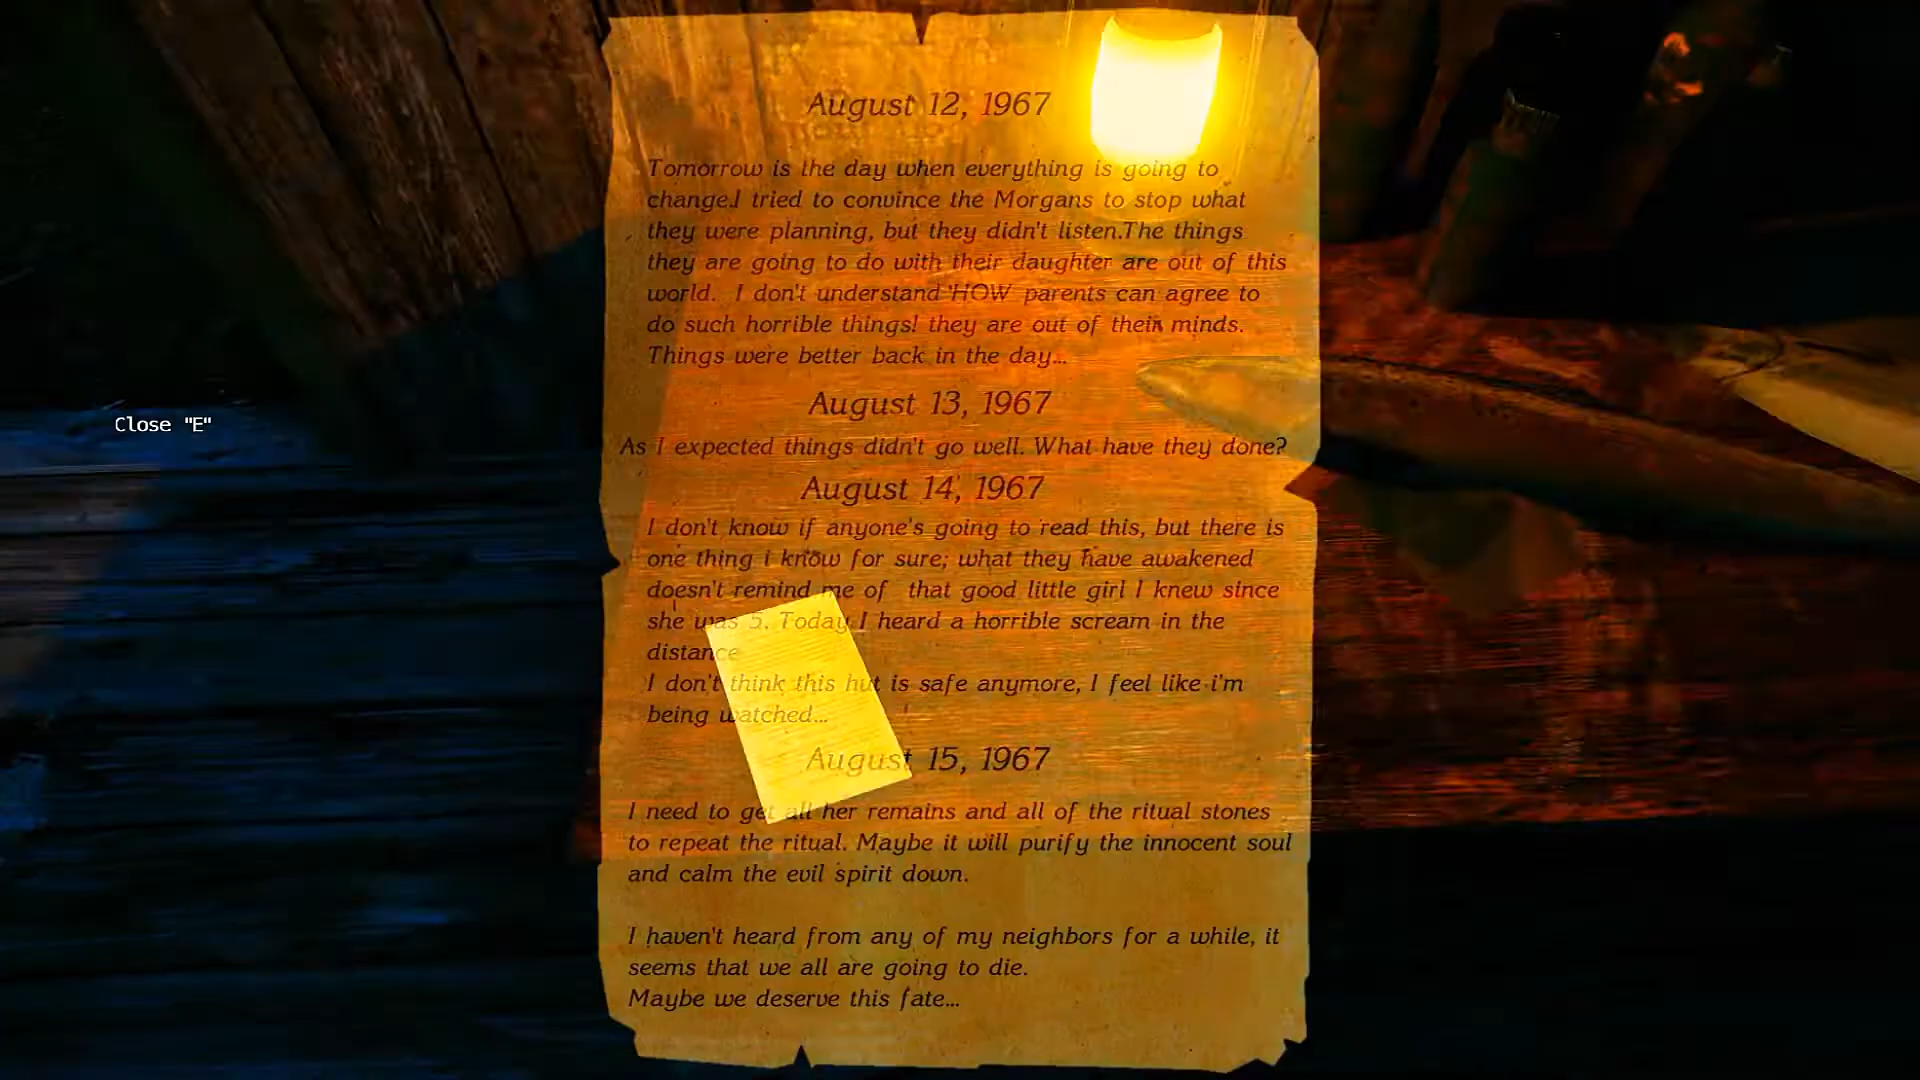 August 12, 1967
Tomorrow is the day when everything is going to
change.I tried to convince the Morgans to stop what
they were planning, but they didn't listen.The things
they are going to do with their daughter are out of this
world. I don't understand HOW parents can agree to
do such horrible things! they are out of their minds.
Things were better back in the day...
August 13, 1967
Close "E"
As I expected things didn't go well. What have they done?
August 14, 1967
I don't know if anyone's going to read this, but there is
one thing i know for sure; what they have awakened
doesn't remind me of that good little girl I knew since
she was 5. Today I heard a horrible scream in the
distance
I don't think this hut is safe anymore, I feel like i'm
being watched...
August 15, 1967
I need to get all her remains and all of the ritual stones
to repeat the ritual. Maybe it will purify the innocent soul
and calm the evil spirit down.
I haven't heard from any of my neighbors for a while, it
seems that we all are going to die.
Maybe we deserve this fate...